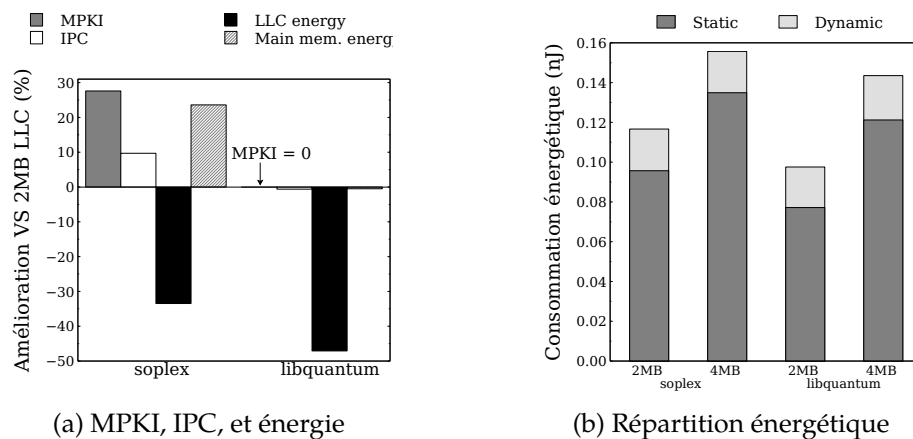 MPKI
IPC
LLC energy
Main mem. energ
Amélioration VS 2MB LLC (%)
30
20
10
0
−10
−20
−30
−40
−50
MPKI = 0
soplex
libquantum
(a) MPKI, IPC, et énergie
Static
Dynamic
Consommation énergétique (nJ)
0.16
0.14
0.12
0.10
0.08
0.06
0.04
0.02
0.00
2MB
4MB
2MB
4MB
soplex
libquantum
(b) Répartition énergétique